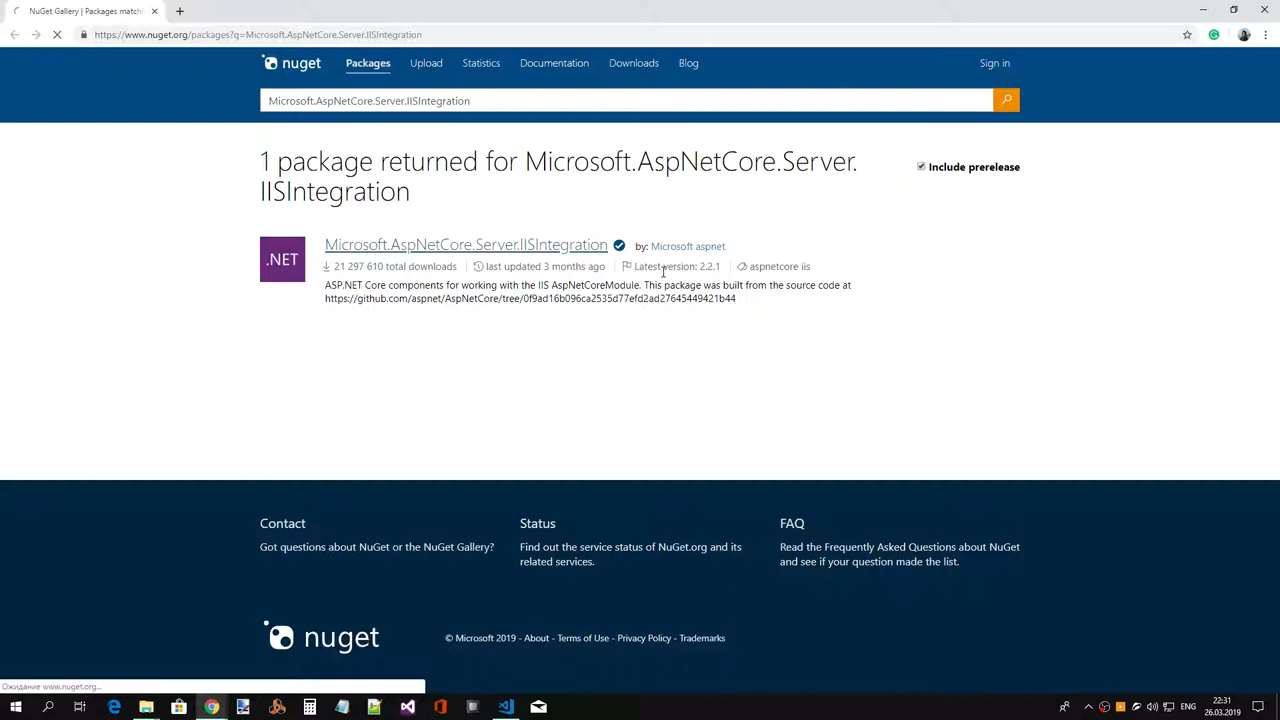 NuGet Gallery | Packages matchi
https://www.nuget.org/packages?q=Microsoft.AspNetCore.Server.IISIntegration
nuget
Packages
Upload
Statistics
Documentation
Downloads
Blog
Sign in
Microsoft.AspNetCore.Server.IISIntegration
1 package returned for Microsoft.AspNetCore.Server.
IISIntegration
Include prerelease
.NET
Microsoft.AspNetCore.Server.IISIntegration
by: Microsoft aspnet
21 297 610 total downloads
last updated 3 months ago
Latest version: 2.2.1
aspnetcore iis
ASP.NET Core components for working with the IIS AspNetCoreModule. This package was built from the source code at
https://github.com/aspnet/AspNetCore/tree/0f9ad16b096ca2535d77efd2ad27645449421b44
Contact
Got questions about NuGet or the NuGet Gallery?
Status
Find out the service status of NuGet.org and its
related services.
FAQ
Read the Frequently Asked Questions about NuGet
and see if your question made the list.
nuget
© Microsoft 2019 - About - Terms of Use - Privacy Policy - Trademarks
Ожидание www.nuget.org...
ENG
22:31
26.03.2019